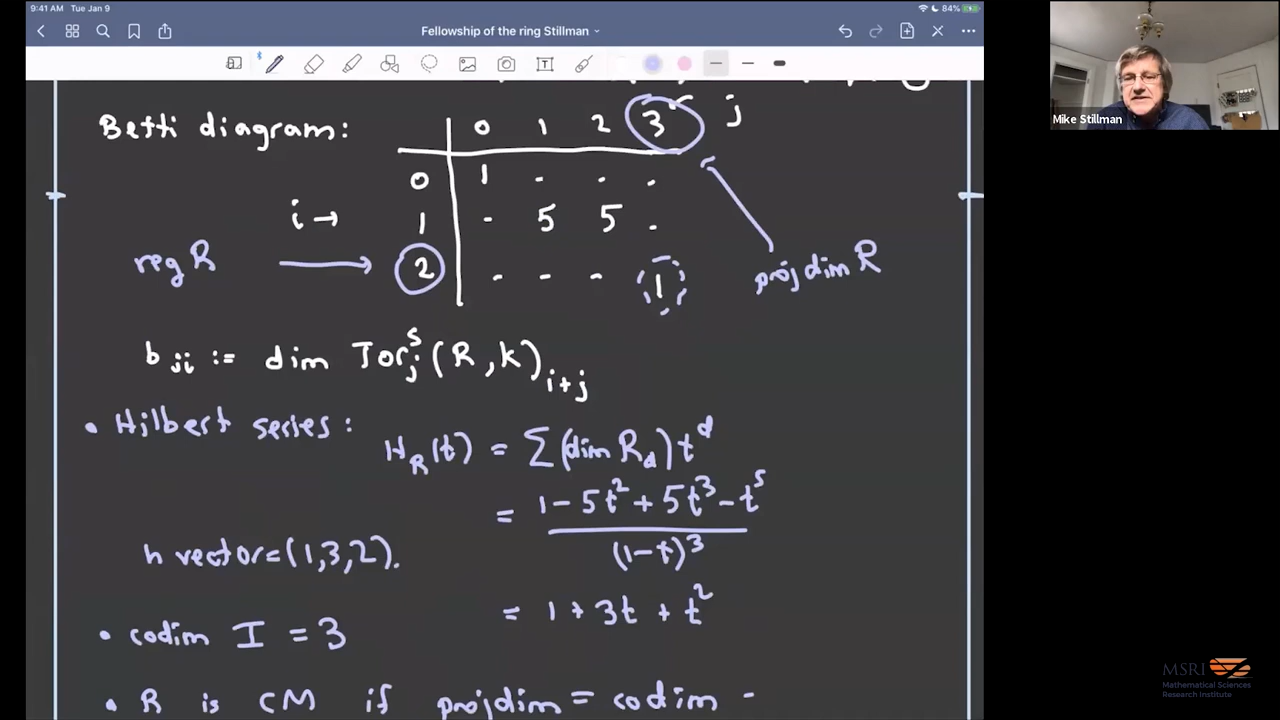 9:41 AM Tue Jan 9
84%
Fellowship of the ring Stillman
Mike Stillman
Betti diagram:
0 1 2 3 j
0 1 . . .
i → 1 - 5 5 .
reg R → 2 - - - 1
projdim R
b_{ji} := dim Tor_j^S (R, k)_{i+j}
• Hilbert series: H_R(t) = Σ (dim R_d) t^d
= (1 - 5t^2 + 5t^3 - t^5) / (1-t)^3
h vector = (1,3,2).
= 1 + 3t + t^2
• codim I = 3
• R is CM if projdim = codim -
MSRI
Mathematical Sciences
Research Institute